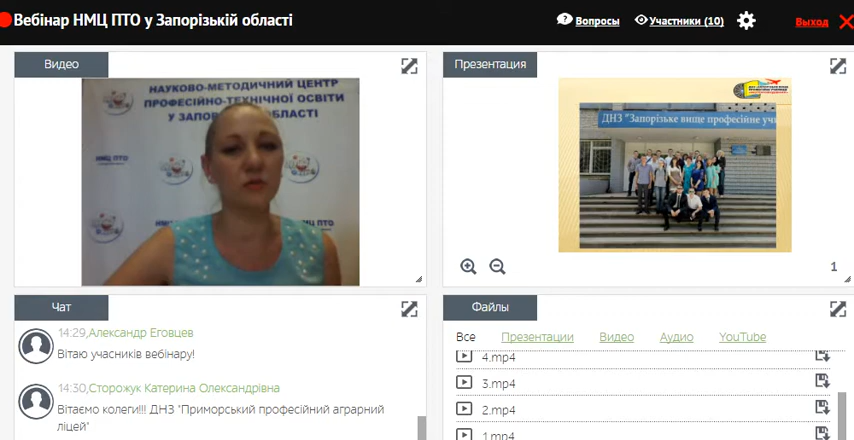 Вебінар НМЦ ПТО у Запорізькій області
Вопросы
Участники (10)
Выход
Видео
НАУКОВО-МЕТОДИЧНИЙ ЦЕНТР
ПРОФЕСІЙНО-ТЕХНІЧНОЇ ОСВІТИ
У ЗАПОР ОБЛАСТІ
НМЦ ПТО
НМЦ ПТО
Презентация
ДНЗ "Запорізьке вище професійне учи
1
Чат
14:29,Александр Еговцев
Вітаю учасників вебінару!
14:30,Сторожук Катерина Олександрівна
Вітаємо колеги!!! ДНЗ "Приморський професійний аграрний
ліцей"
Файлы
Все Презентации Видео Аудио YouTube
4.mp4
3.mp4
2.mp4
1.mp4